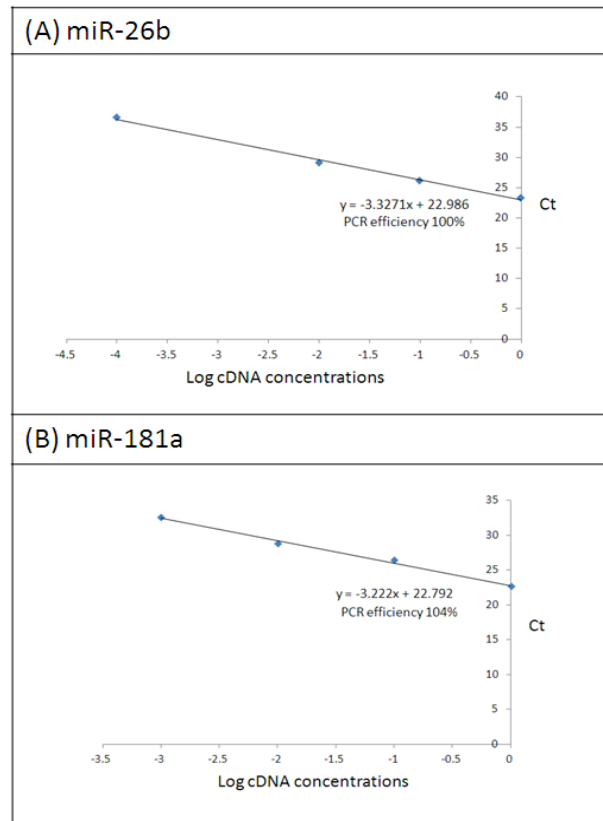 (A) miR-26b
40
35
30
25
20
15
10
5
0
Ct
y = -3.3271x + 22.986
PCR efficiency 100%
-4.5 -4 -3.5 -3 -2.5 -2 -1.5 -1 -0.5 0
Log cDNA concentrations
(B) miR-181a
35
30
25
20
15
10
5
0
Ct
y = -3.222x + 22.792
PCR efficiency 104%
-3.5 -3 -2.5 -2 -1.5 -1 -0.5 0
Log cDNA concentrations